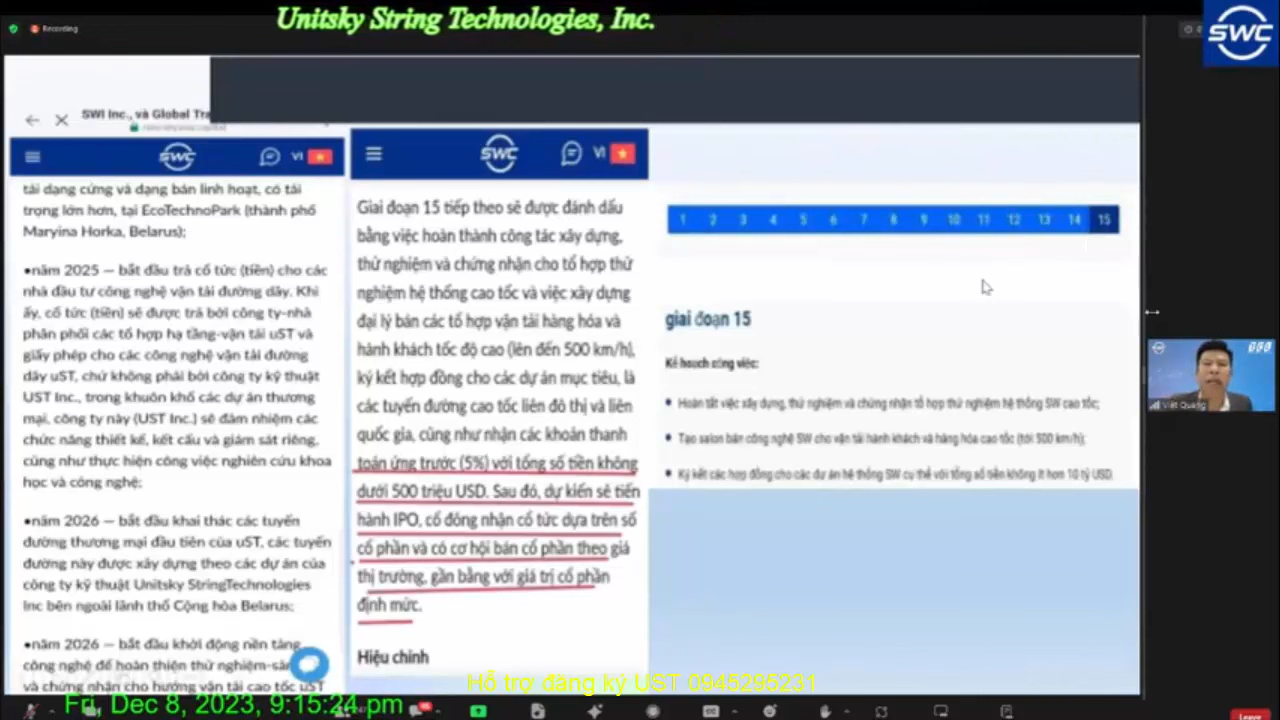 Unitsky String Technologies, Inc.
Recording
SWC
SWI Inc., và Global Tra
SWC
VI
tải dạng cứng và dạng bán linh hoạt, có tải
trọng lớn hơn, tại EcoTechnoPark (thành phố
Maryina Horka, Belarus);
•năm 2025 — bắt đầu trả cổ tức (tiền) cho các
nhà đầu tư công nghệ vận tải đường dây. Khi
ấy, cổ tức (tiền) sẽ được trả bởi công ty-nhà
phân phối các tổ hợp hạ tầng-vận tải uST và
giấy phép cho các công nghệ vận tải đường
dây uST, chứ không phải bởi công ty kỹ thuật
UST Inc., trong khuôn khổ các dự án thương
mại, công ty này (UST Inc.) sẽ đảm nhiệm các
chức năng thiết kế, kết cấu và giám sát riêng,
cũng như thực hiện công việc nghiên cứu khoa
học và công nghệ;
•năm 2026 — bắt đầu khai thác các tuyến
đường thương mại đầu tiên của uST, các tuyến
đường này được xây dựng theo các dự án của
công ty kỹ thuật Unitsky StringTechnologies
Inc bên ngoài lãnh thổ Cộng hòa Belarus;
•năm 2026 — bắt đầu khởi động nền tảng
công nghệ để hoàn thiện thử nghiệm-sản
và chứng nhận cho hướng vận tải cao tốc uST
SWC
VI
Giai đoạn 15 tiếp theo sẽ được đánh dấu
bằng việc hoàn thành công tác xây dựng,
thử nghiệm và chứng nhận cho tổ hợp thử
nghiệm hệ thống cao tốc và việc xây dựng
đại lý bán các tổ hợp vận tải hàng hóa và
hành khách tốc độ cao (lên đến 500 km/h),
ký kết hợp đồng cho các dự án mục tiêu, là
các tuyến đường cao tốc liên đô thị và liên
quốc gia, cũng như nhận các khoản thanh
toán ứng trước (5%) với tổng số tiền không
dưới 500 triệu USD. Sau đó, dự kiến sẽ tiến
hành IPO, cổ đông nhận cổ tức dựa trên số
cổ phần và có cơ hội bán cổ phần theo giá
thị trường, gần bằng với giá trị cổ phần
định mức.
Hiệu chỉnh
1 2 3 4 5 6 7 8 9 10 11 12 13 14 15
giai đoạn 15
Kế hoạch công việc:
• Hoàn tất việc xây dựng, thử nghiệm và chứng nhận tổ hợp thử nghiệm hệ thống SW cao tốc;
• Tạo salon bán công nghệ SW cho vận tải hành khách và hàng hóa cao tốc (tới 500 km/h);
• Ký kết các hợp đồng cho các dự án hệ thống SW cụ thể với tổng số tiền không ít hơn 10 tỷ USD
Việt Quang
Hỗ trợ đăng ký UST 0945295231
Fri, Dec 8, 2023, 9:15:24 pm
Leave